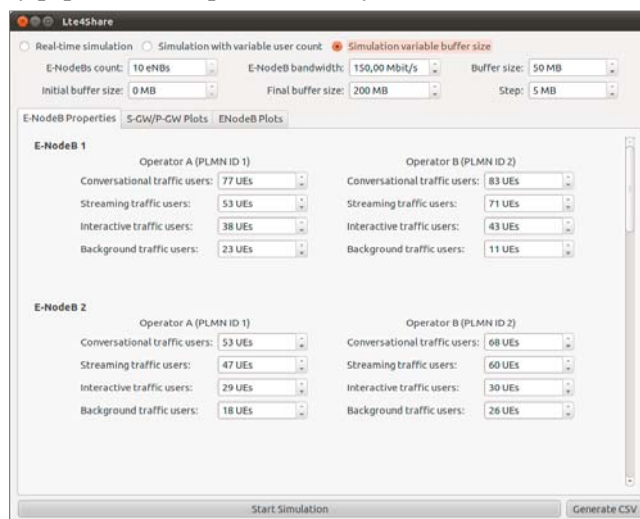 Lte4Share
Real-time simulation Simulation with variable user count Simulation variable buffer size
E-NodeBs count: 10 eNBs E-NodeB bandwidth: 150,00 Mbit/s Buffer size: 50 MB
Initial buffer size: 0 MB Final buffer size: 200 MB Step: 5 MB
E-NodeB Properties S-GW/P-GW Plots ENodeB Plots
E-NodeB 1
Operator A (PLMN ID 1) Operator B (PLMN ID 2)
Conversational traffic users: 77 UEs Conversational traffic users: 83 UEs
Streaming traffic users: 53 UEs Streaming traffic users: 71 UEs
Interactive traffic users: 38 UEs Interactive traffic users: 43 UEs
Background traffic users: 23 UEs Background traffic users: 11 UEs
E-NodeB 2
Operator A (PLMN ID 1) Operator B (PLMN ID 2)
Conversational traffic users: 53 UEs Conversational traffic users: 68 UEs
Streaming traffic users: 47 UEs Streaming traffic users: 60 UEs
Interactive traffic users: 29 UEs Interactive traffic users: 30 UEs
Background traffic users: 18 UEs Background traffic users: 26 UEs
Start Simulation Generate CSV